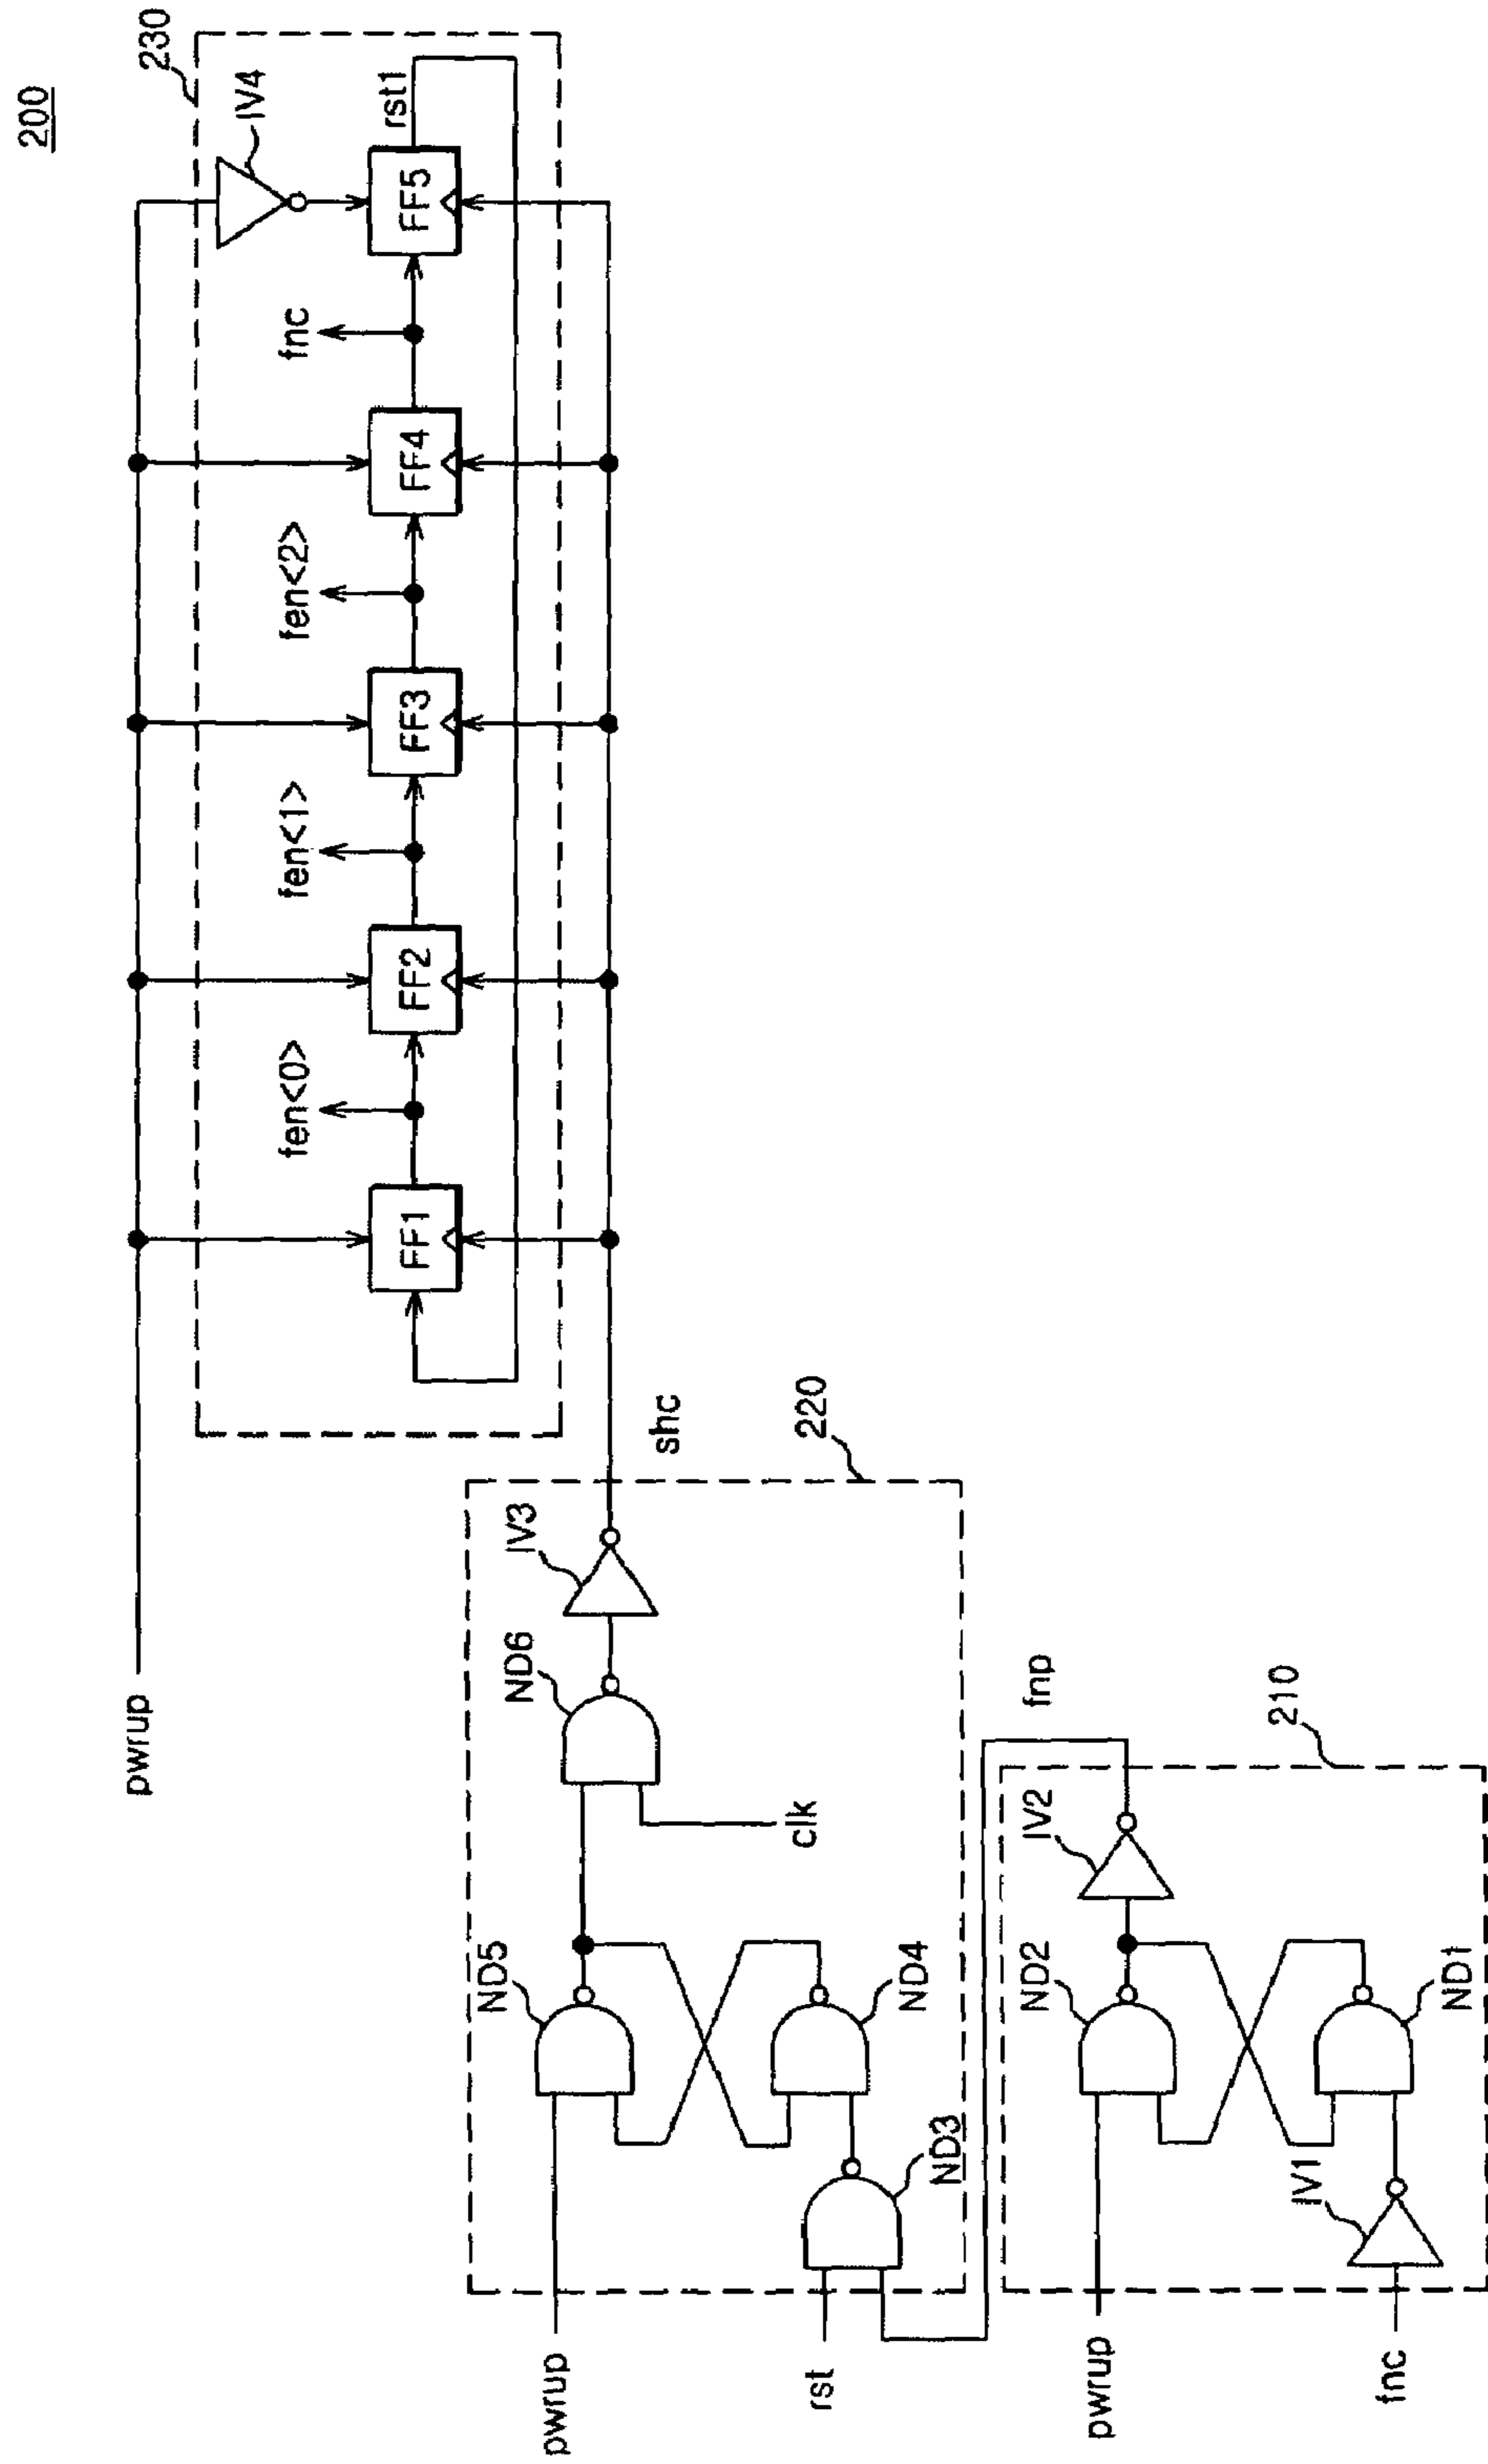 200
230
pwrup
IV4
fen<0>
fen<1>
fen<2>
fnc
rst1
FF1
FF2
FF3
FF4
FF5
shc
220
pwrup
ND5
ND6
IV3
clk
ND4
rst
ND3
fnp
210
pwrup
ND2
IV2
fnc
IV1
ND1